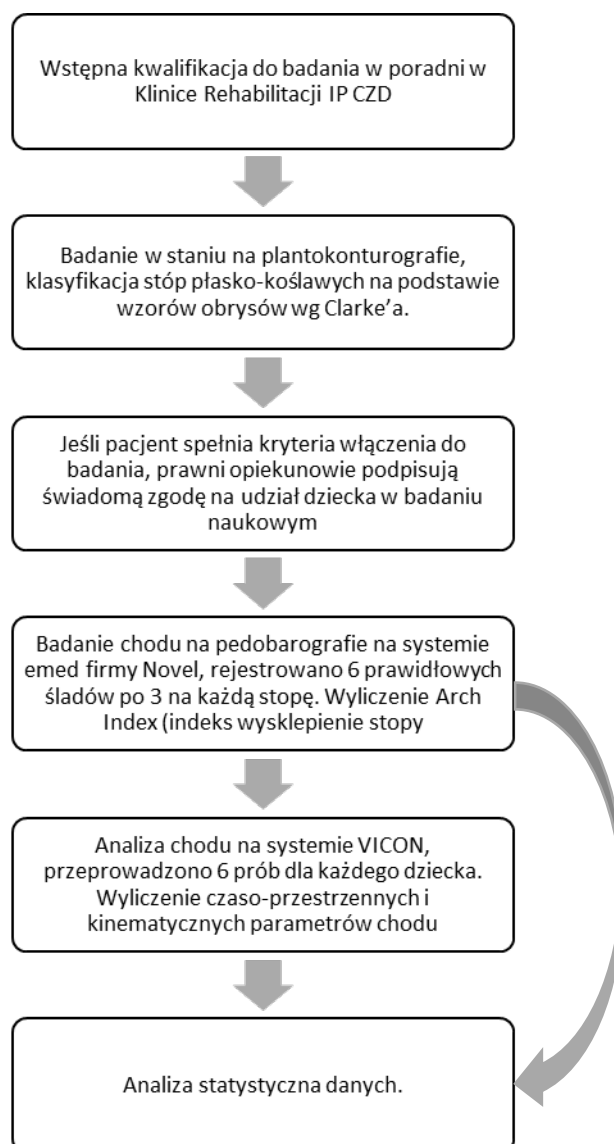 Wstępna kwalifikacja do badania w poradni w
Klinice Rehabilitacji IP CZD
Badanie w staniu na plantokonturografie,
klasyfikacja stóp płasko-koślawych na podstawie
wzorów obrysów wg Clarke’a.
Jeśli pacjent spełnia kryteria włączenia do
badania, prawni opiekunowie podpisują
świadomą zgodę na udział dziecka w badaniu
naukowym
Badanie chodu na pedobarografie na systemie
emed firmy Novel, rejestrowano 6 prawidłowych
śladów po 3 na każdą stopę. Wyliczenie Arch
Index (indeks wysklepienie stopy
Analiza chodu na systemie VICON,
przeprowadzono 6 prób dla każdego dziecka.
Wyliczenie czaso-przestrzennych i
kinematycznych parametrów chodu
Analiza statystyczna danych.